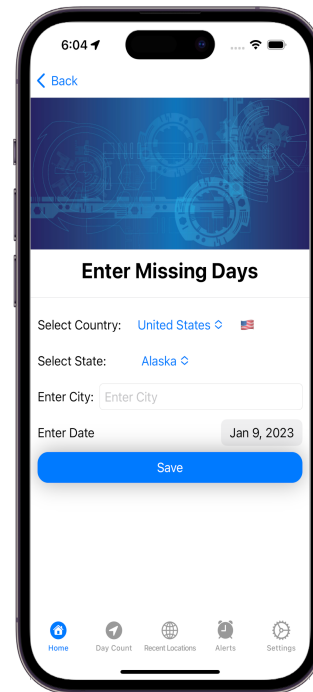 6:04
Back
Enter Missing Days
Select Country: United States
Select State: Alaska
Enter City: Enter City
Enter Date Jan 9, 2023
Save
Home Day Count Recent Locations Alerts Settings